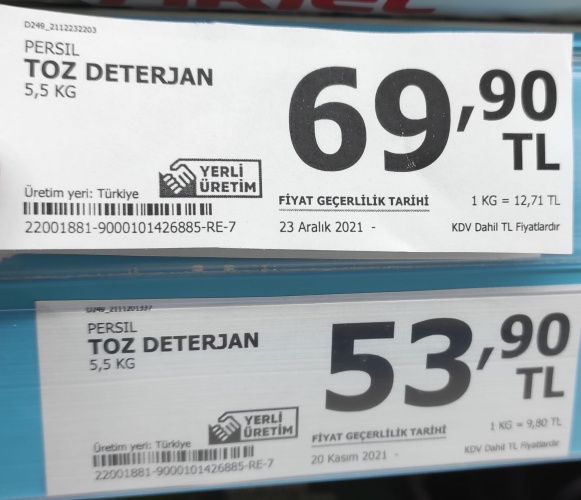 ARIEL
D249_2112232203
PERSIL
TOZ DETERJAN
5,5 KG
69,90
TL
YERLİ
ÜRETİM
Üretim yeri: Türkiye
22001881-9000101426885-RE-7
FİYAT GEÇERLİLİK TARİHİ
23 Aralık 2021 -
1 KG = 12,71 TL
KDV Dahil TL Fiyatlardır
D249_2111201337
PERSIL
TOZ DETERJAN
5,5 KG
53,90
TL
YERLİ
ÜRETİM
Üretim yeri: Türkiye
22001881-9000101426885-RE-7
FİYAT GEÇERLİLİK TARİHİ
20 Kasım 2021 -
1 KG = 9,80 TL
KDV Dahil TL Fiyatlardır